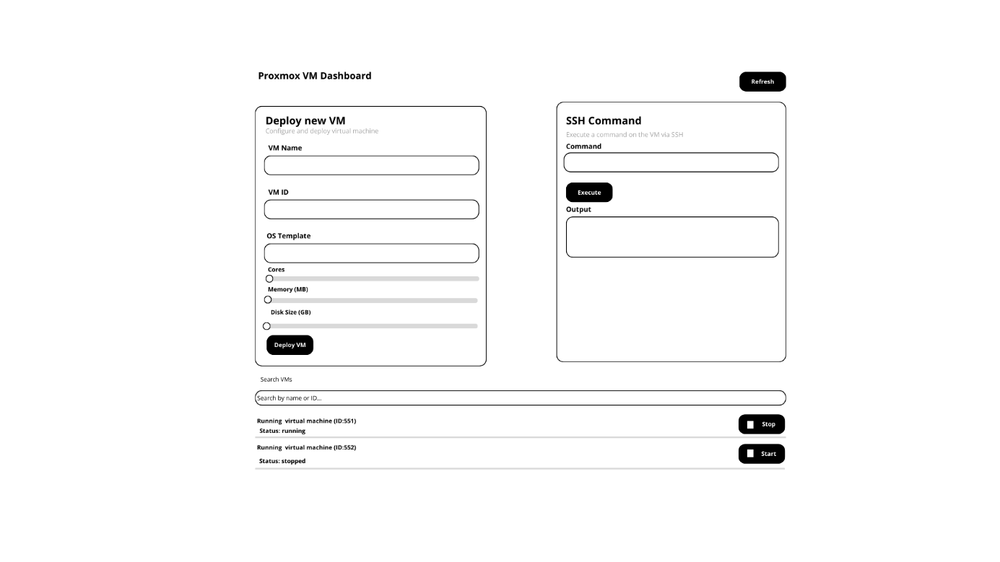 Proxmox VM Dashboard
Refresh
Deploy new VM
Configure and deploy virtual machine
VM Name
VM ID
OS Template
Cores
Memory (MB)
Disk Size (GB)
Deploy VM
SSH Command
Execute a command on the VM via SSH
Command
Execute
Output
Search VMs
Search by name or ID...
Running  virtual machine (ID:551)
Status: running
Stop
Running  virtual machine (ID:552)
Status: stopped
Start